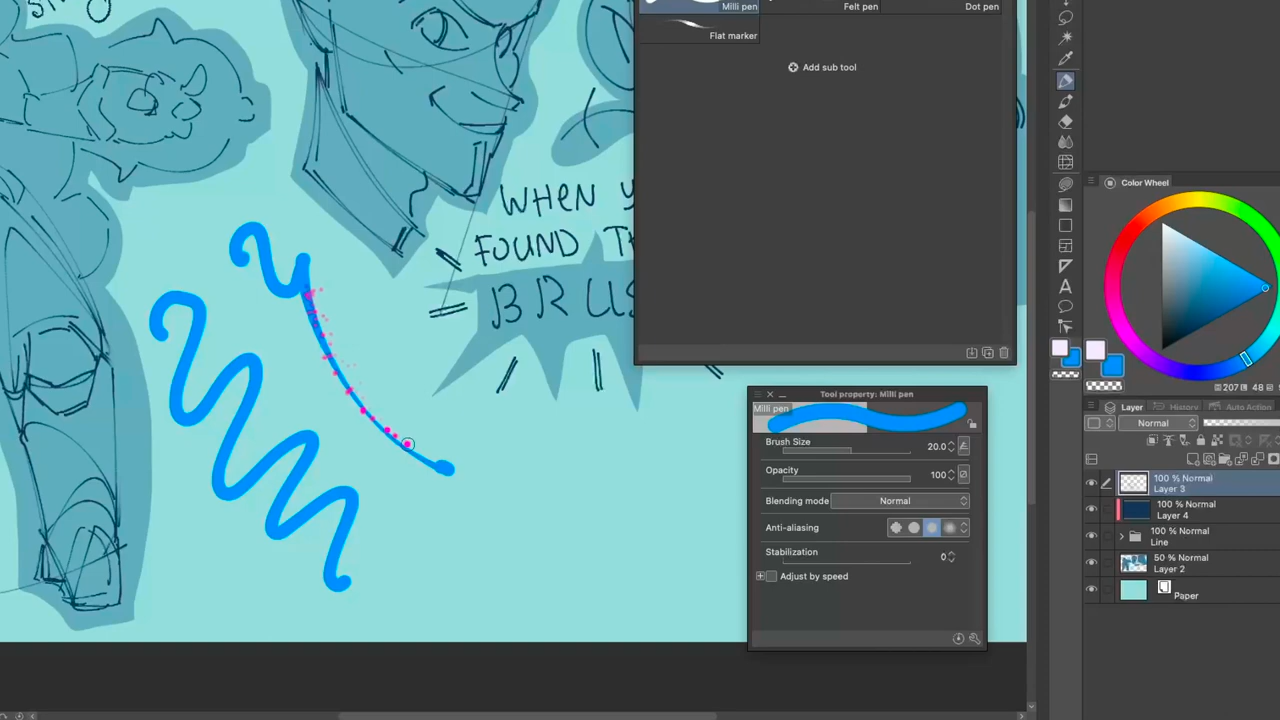 Milli pen
Felt pen
Dot pen
Flat marker
Add sub tool
WHEN
FOUND
Color Wheel
207
48
Tool property: Milli pen
Milli pen
Brush Size
20.0
Opacity
100
Blending mode
Normal
Anti-aliasing
Stabilization
0
Adjust by speed
Layer
History
Auto Action
Normal
100 % Normal
Layer 3
100 % Normal
Layer 4
100 % Normal
Line
50 % Normal
Layer 2
Paper